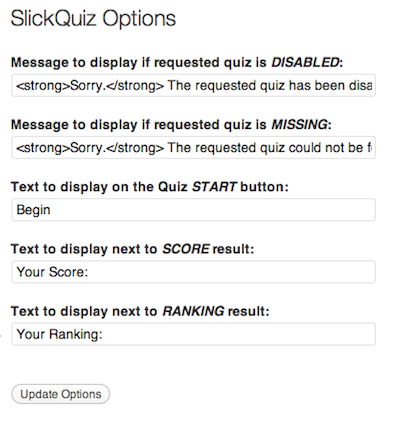 SlickQuiz Options
Message to display if requested quiz is DISABLED:
<strong>Sorry.</strong> The requested quiz has been disa
Message to display if requested quiz is MISSING:
<strong>Sorry.</strong> The requested quiz could not be f
Text to display on the Quiz START button:
Begin
Text to display next to SCORE result:
Your Score:
Text to display next to RANKING result:
Your Ranking:
Update Options